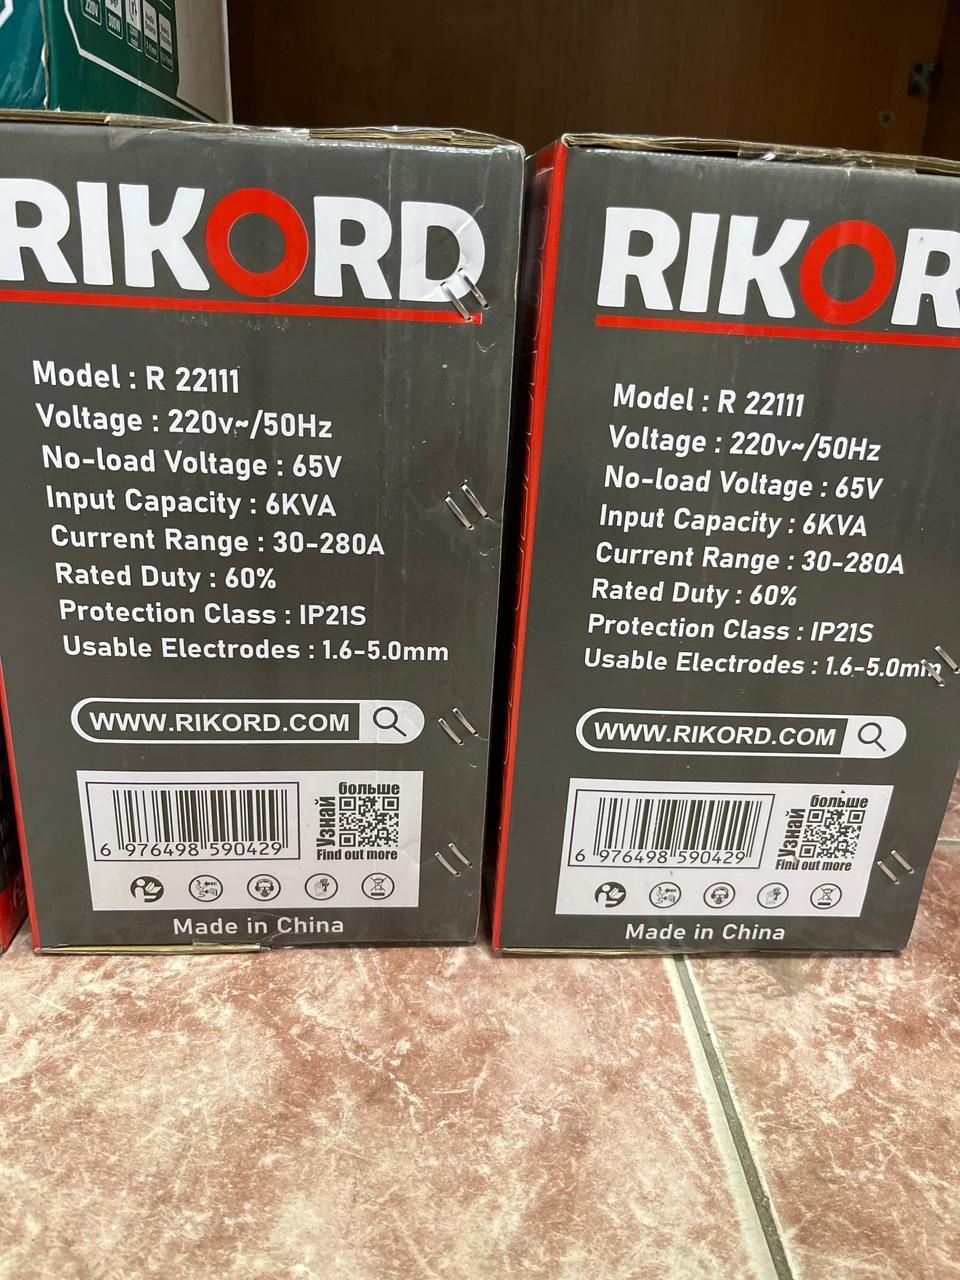 RIKORD
Model : R 22111
Voltage : 220v~/50Hz
No-load Voltage : 65V
Input Capacity : 6KVA
Current Range : 30-280A
Rated Duty : 60%
Protection Class : IP21S
Usable Electrodes : 1.6-5.0mm
WWW.RIKORD.COM
Узнай
больше
6 976498 590429
Find out more
Made in China
RIKOR
Model : R 22111
Voltage : 220v~/50Hz
No-load Voltage : 65V
Input Capacity : 6KVA
Current Range : 30-280A
Rated Duty : 60%
Protection Class : IP21S
Usable Electrodes : 1.6-5.0mm
WWW.RIKORD.COM
Узнай
больше
6 976498 590429
Find out more
Made in China